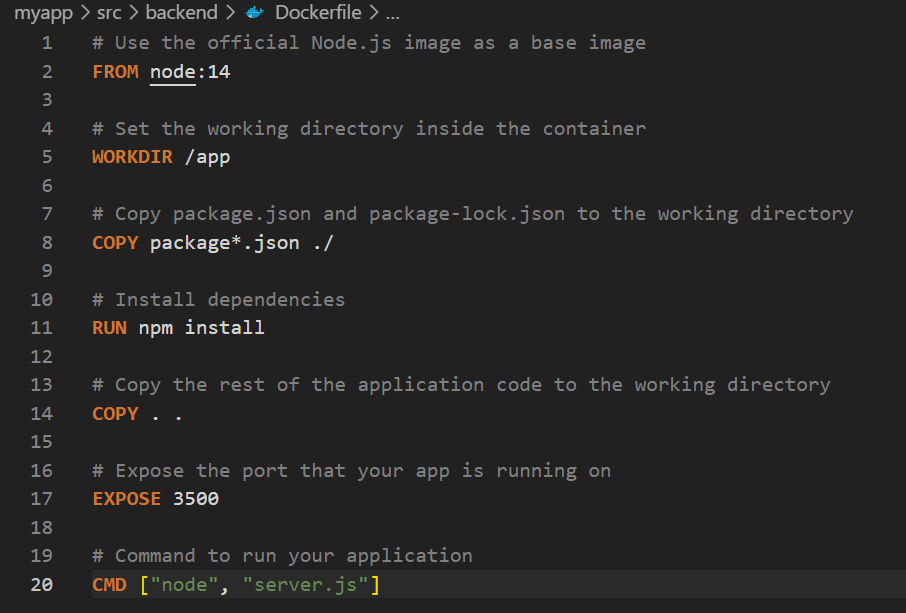 myapp > src > backend > Dockerfile > ...
1 # Use the official Node.js image as a base image
2 FROM node:14
3
4 # Set the working directory inside the container
5 WORKDIR /app
6
7 # Copy package.json and package-lock.json to the working directory
8 COPY package*.json ./
9
10 # Install dependencies
11 RUN npm install
12
13 # Copy the rest of the application code to the working directory
14 COPY . .
15
16 # Expose the port that your app is running on
17 EXPOSE 3500
18
19 # Command to run your application
20 CMD ["node", "server.js"]